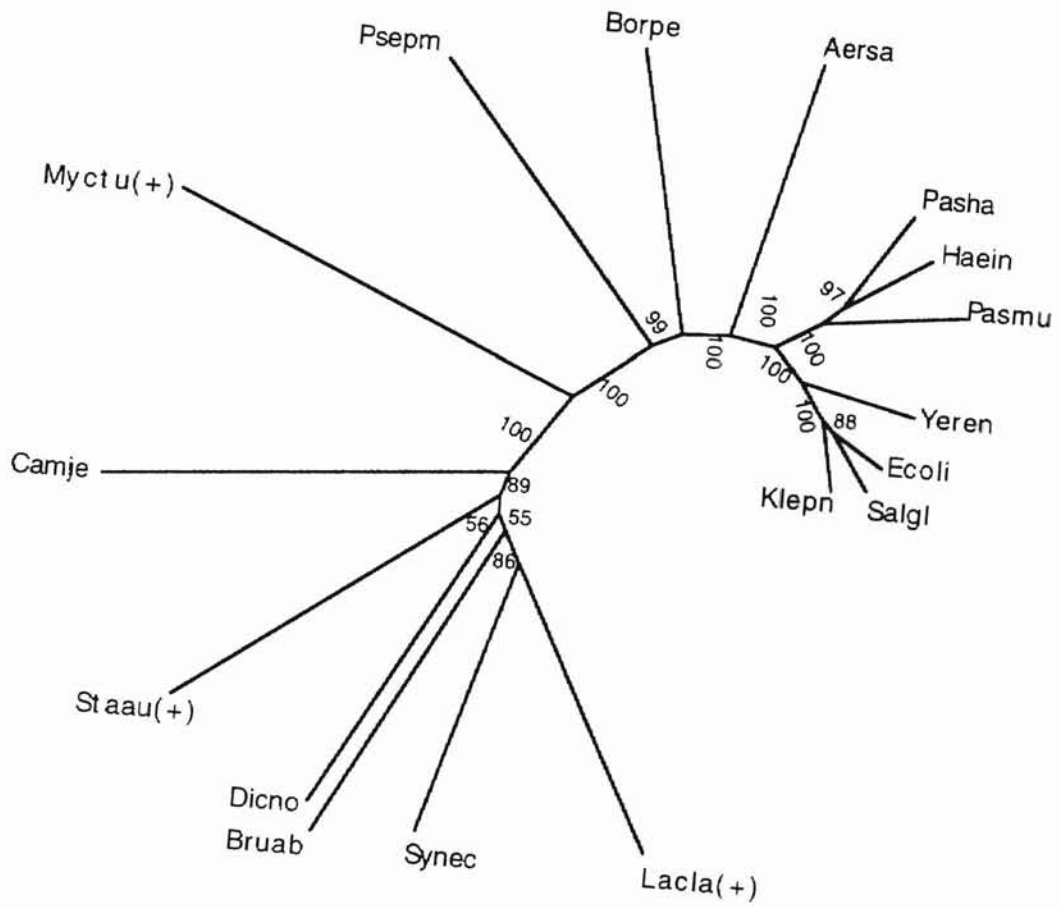 Borpe
Psepm
Aersa
Myctu(+)
Pasha
Haein
97
Pasmu
100
99
100
100
100
100
100
Yeren
88
100
Ecoli
Camje
89
Klepn
Salgl
56
55
86
Staau(+)
Dicno
Bruab
Synec
Lacla(+)